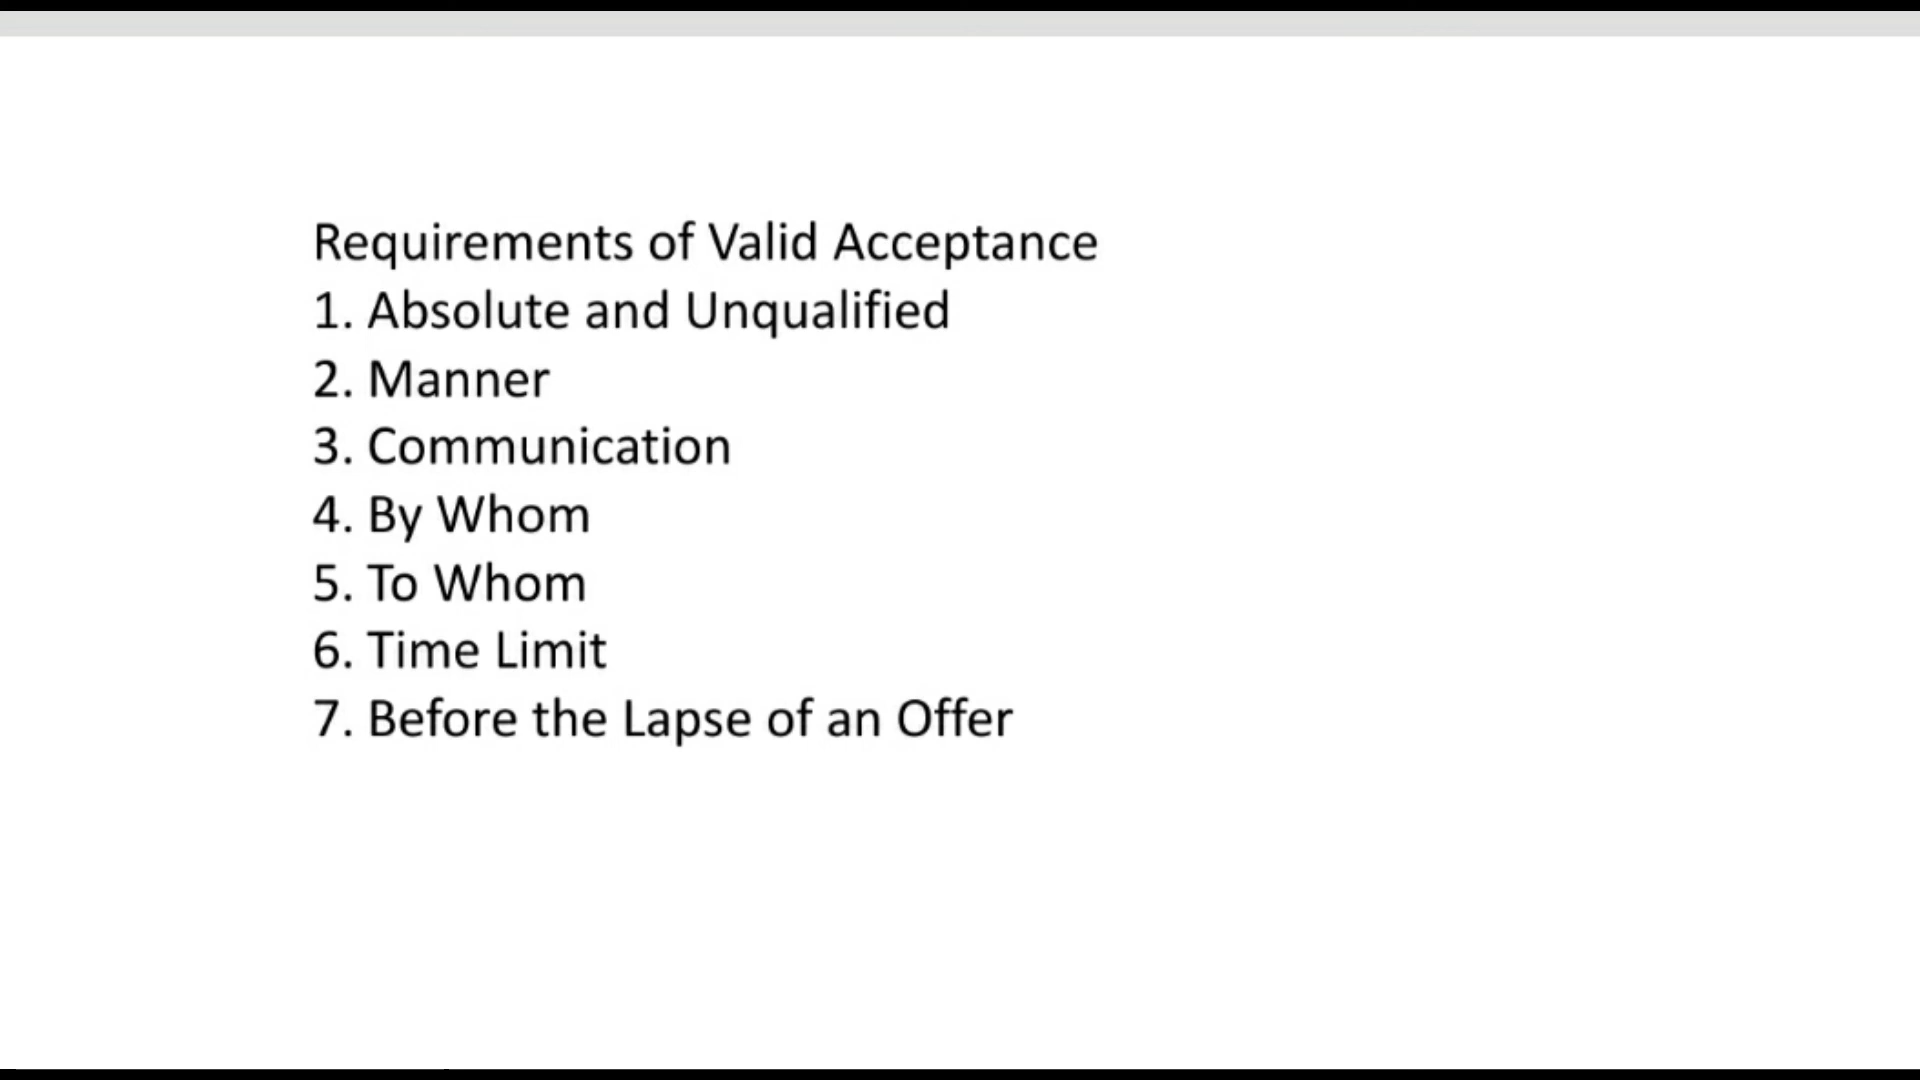 Requirements of Valid Acceptance
1. Absolute and Unqualified
2. Manner
3. Communication
4. By Whom
5. To Whom
6. Time Limit
7. Before the Lapse of an Offer